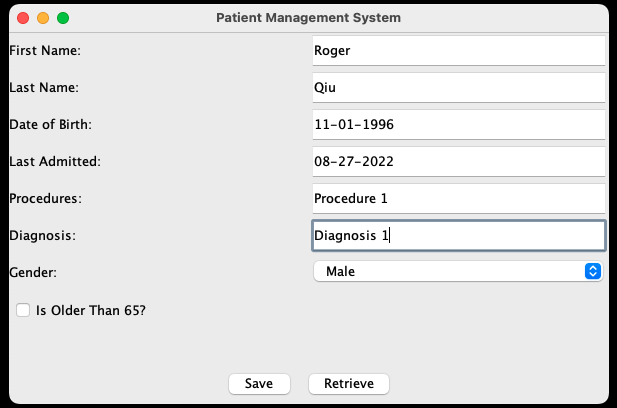 Patient Management System
First Name: Roger
Last Name: Qiu
Date of Birth: 11-01-1996
Last Admitted: 08-27-2022
Procedures: Procedure 1
Diagnosis: Diagnosis 1
Gender: Male
Is Older Than 65?
Save Retrieve